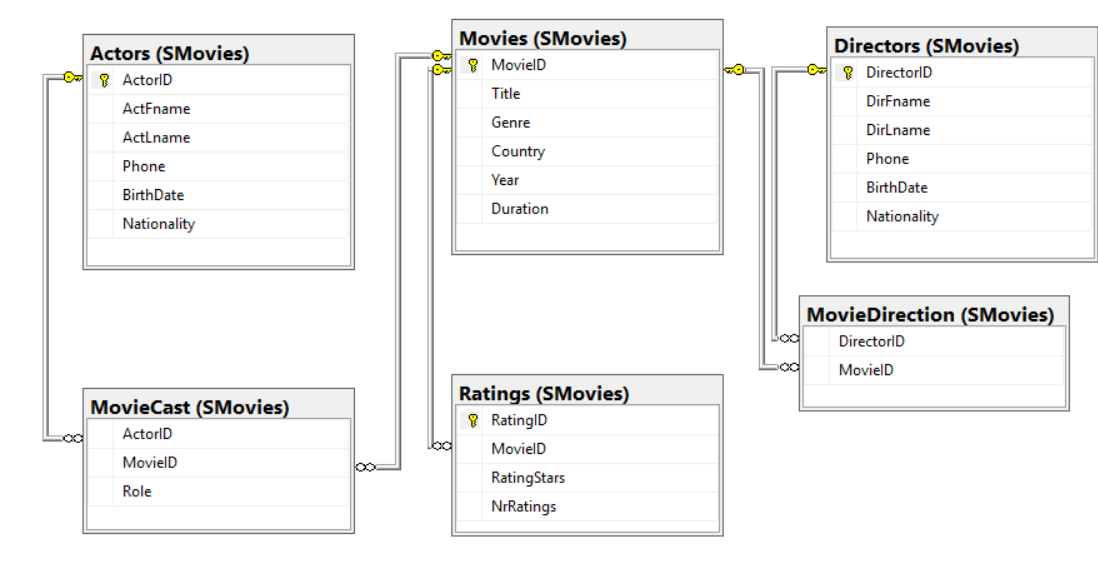 Actors (SMovies)
ActorID
ActFname
ActLname
Phone
BirthDate
Nationality
Movies (SMovies)
MovieID
Title
Genre
Country
Year
Duration
Directors (SMovies)
DirectorID
DirFname
DirLname
Phone
BirthDate
Nationality
MovieDirection (SMovies)
DirectorID
MovieID
MovieCast (SMovies)
ActorID
MovieID
Role
Ratings (SMovies)
RatingID
MovieID
RatingStars
NrRatings